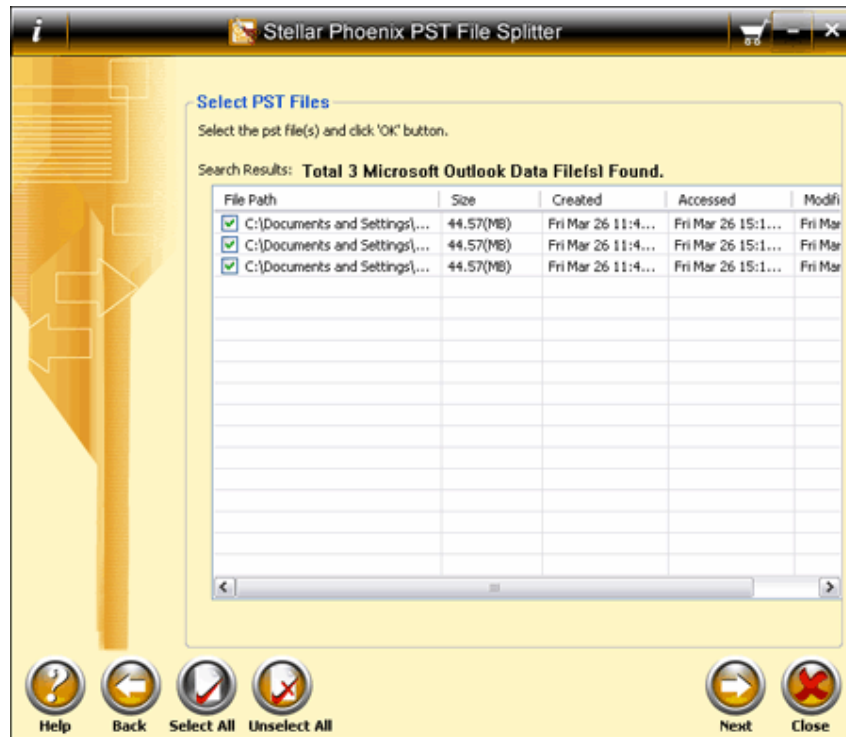 i Stellar Phoenix PST File Splitter
Select PST Files
Select the pst file(s) and click 'OK' button.
Search Results: Total 3 Microsoft Outlook Data File[s] Found.
File Path Size Created Accessed Modifi
C:\Documents and Settings\... 44.57(MB) Fri Mar 26 11:4... Fri Mar 26 15:1... Fri Mar
C:\Documents and Settings\... 44.57(MB) Fri Mar 26 11:4... Fri Mar 26 15:1... Fri Mar
C:\Documents and Settings\... 44.57(MB) Fri Mar 26 11:4... Fri Mar 26 15:1... Fri Mar
Help Back Select All Unselect All Next Close